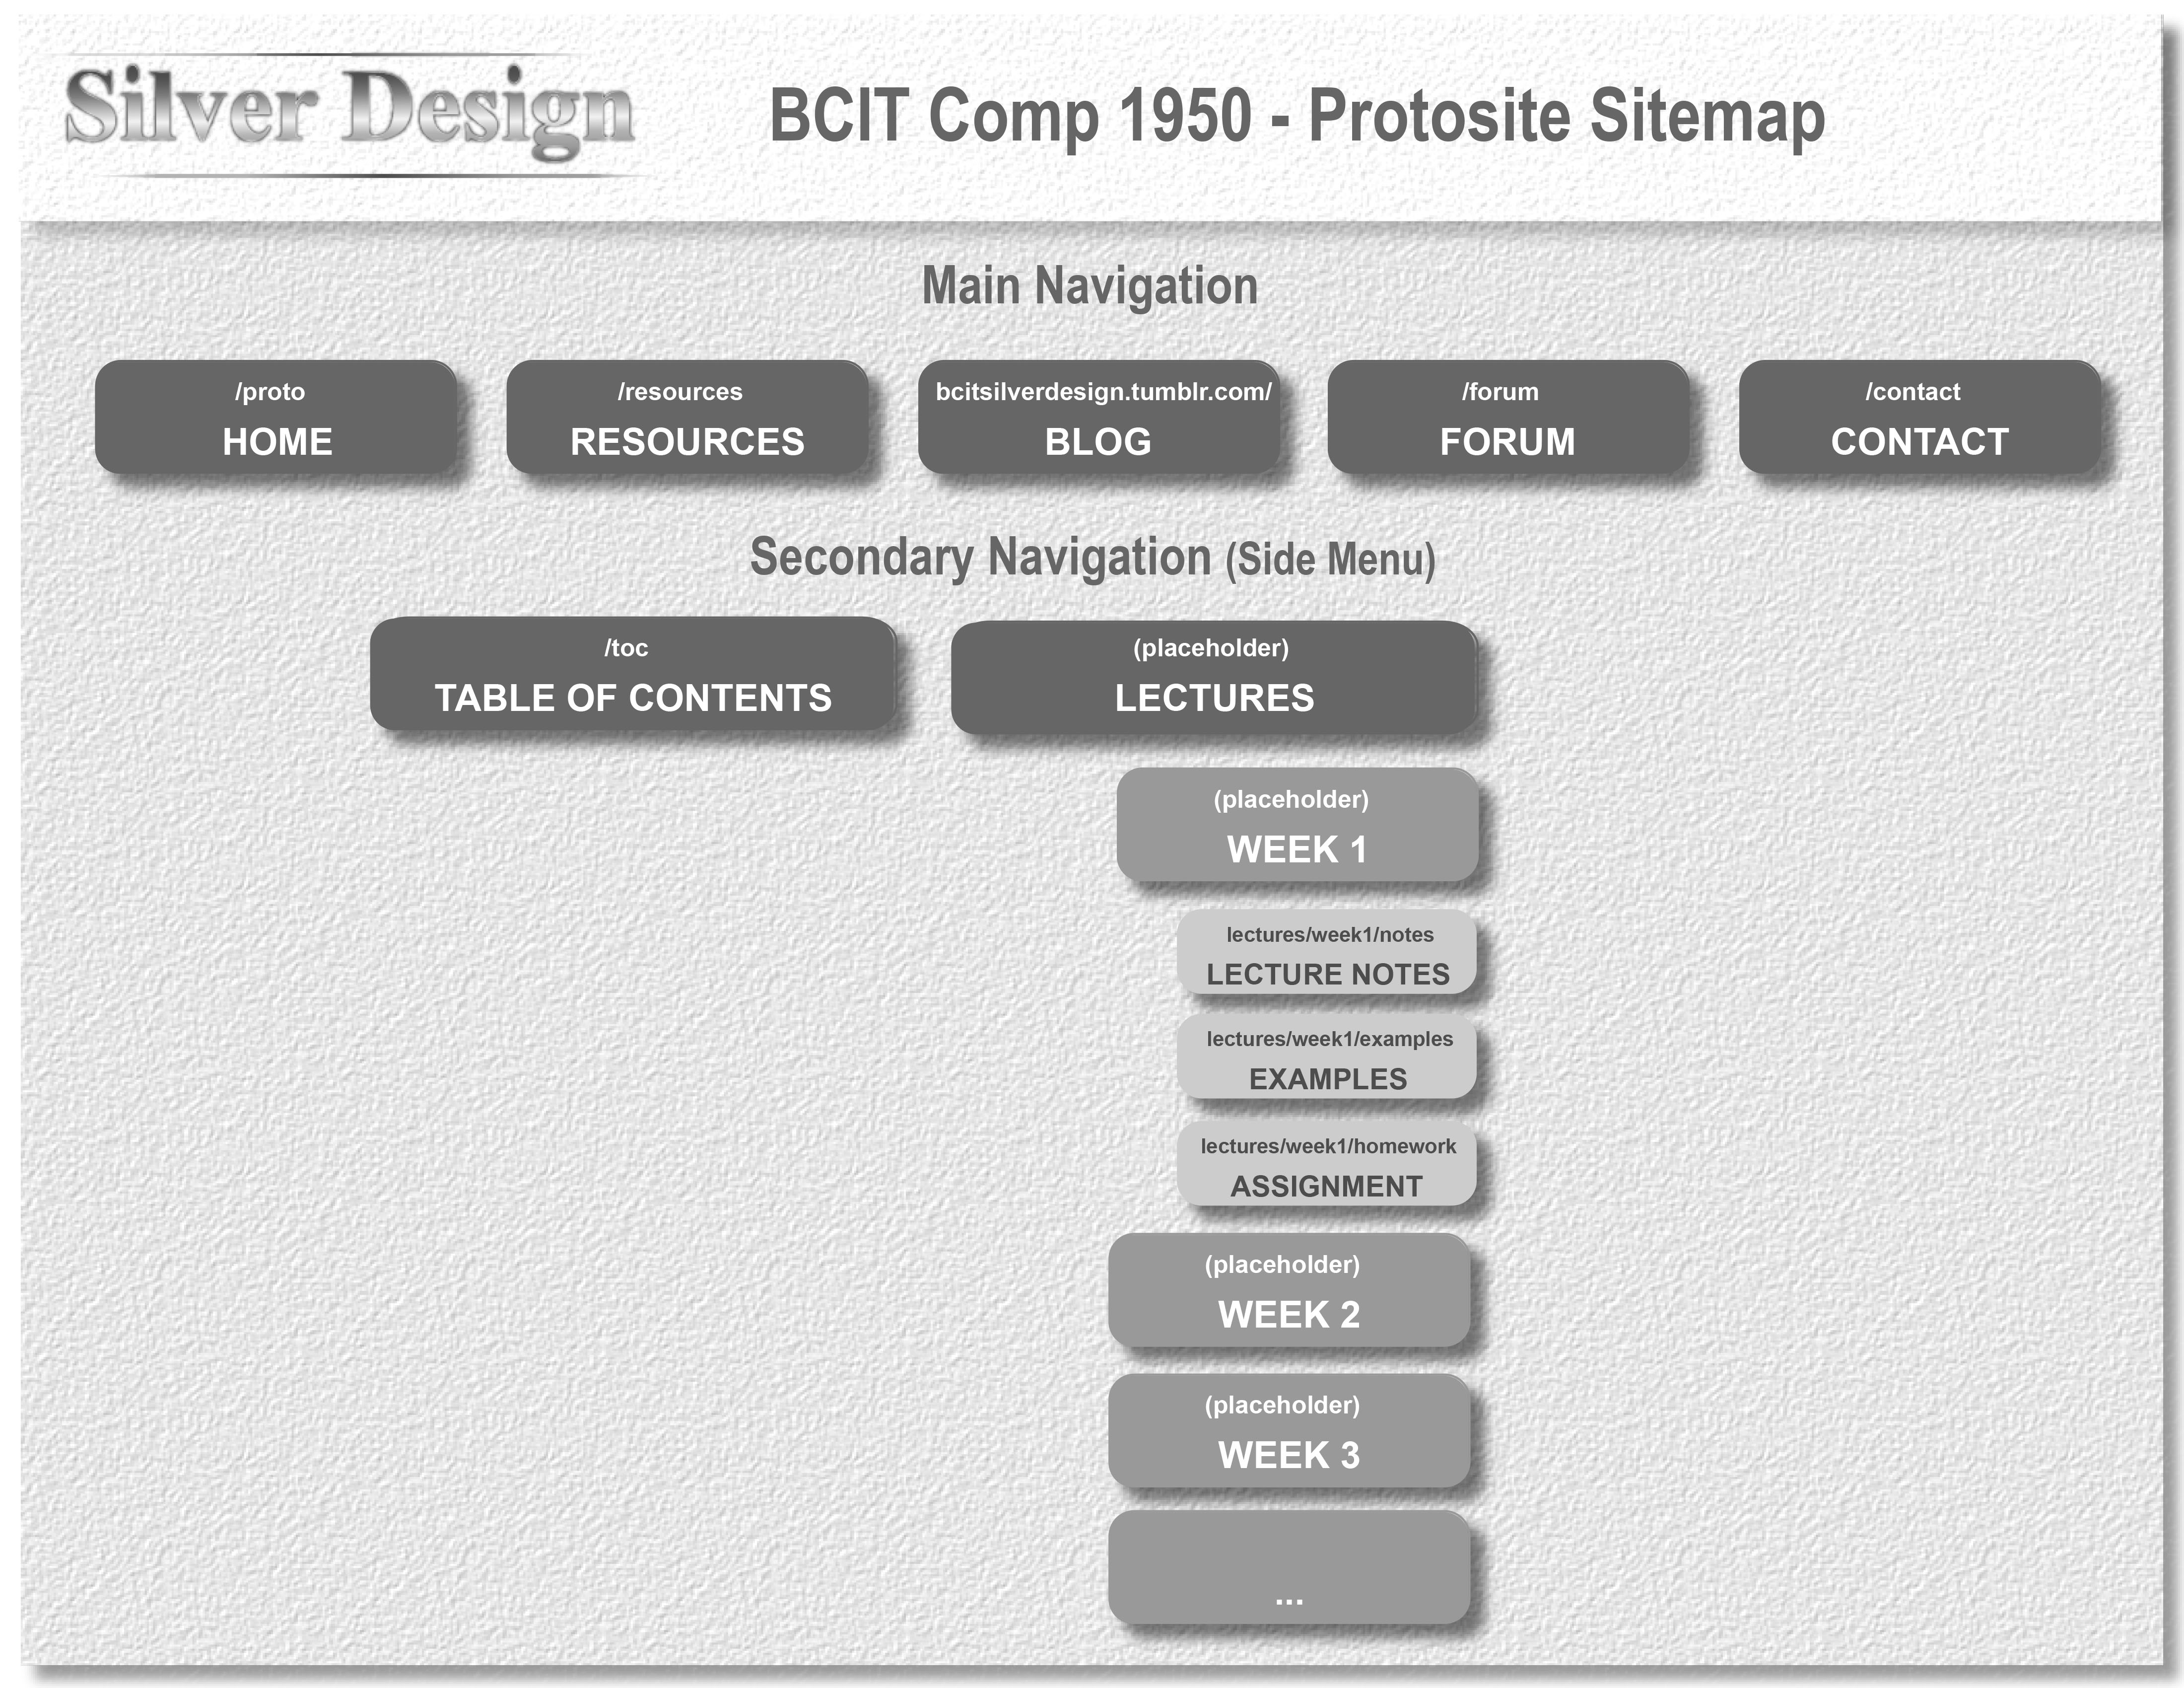 Silver Design
BCIT Comp 1950 - Protosite Sitemap
Main Navigation
/proto
HOME
/resources
RESOURCES
bcitsilverdesign.tumblr.com/
BLOG
/forum
FORUM
/contact
CONTACT
Secondary Navigation (Side Menu)
/toc
TABLE OF CONTENTS
(placeholder)
LECTURES
(placeholder)
WEEK 1
lectures/week1/notes
LECTURE NOTES
lectures/week1/examples
EXAMPLES
lectures/week1/homework
ASSIGNMENT
(placeholder)
WEEK 2
(placeholder)
WEEK 3
...